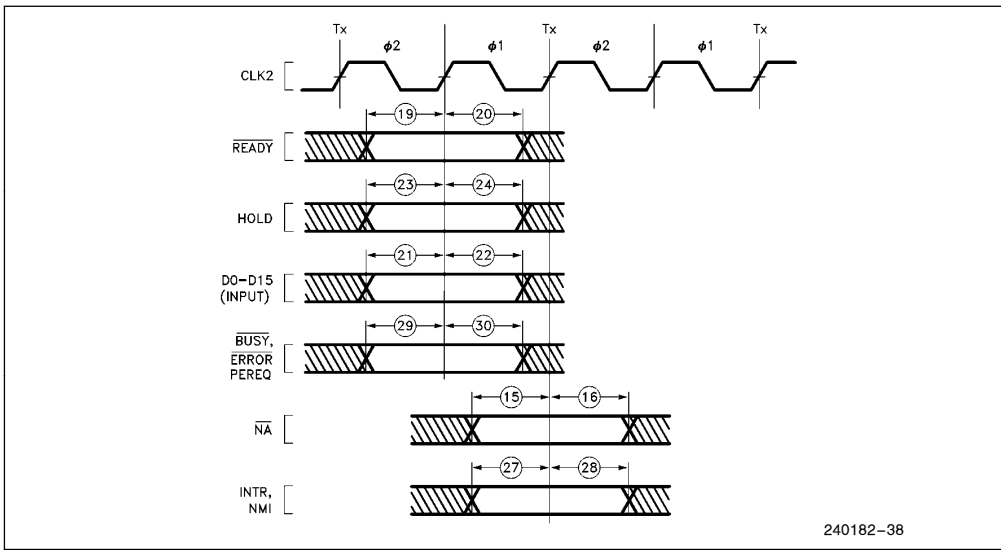 Tx Tx Tx
φ2 φ1 φ2 φ1
CLK2
19 20
READY
23 24
HOLD
21 22
D0–D15
(INPUT)
29 30
BUSY,
ERROR
PEREQ
15 16
NA
27 28
INTR,
NMI
240182–38